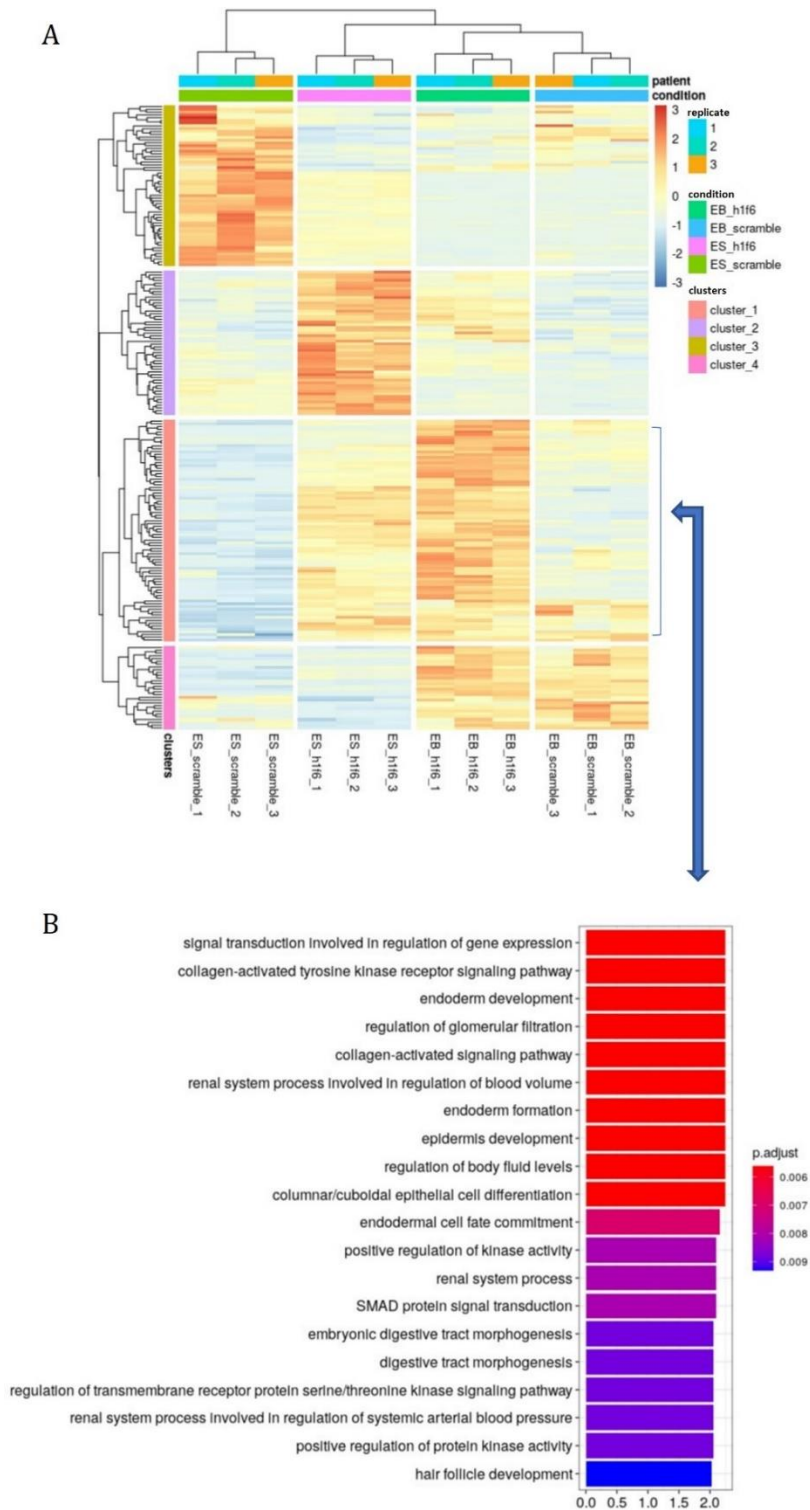 A
patient
condition
3
2
1
0
-1
-2
-3
replicate
1
2
3
condition
EB_h1f6
EB_scramble
ES_h1f6
ES_scramble
clusters
cluster_1
cluster_2
cluster_3
cluster_4
clusters
ES_scramble_1
ES_scramble_2
ES_scramble_3
ES_h1f6_1
ES_h1f6_2
ES_h1f6_3
EB_h1f6_1
EB_h1f6_2
EB_h1f6_3
EB_scramble_3
EB_scramble_1
EB_scramble_2
B
signal transduction involved in regulation of gene expression
collagen-activated tyrosine kinase receptor signaling pathway
endoderm development
regulation of glomerular filtration
collagen-activated signaling pathway
renal system process involved in regulation of blood volume
endoderm formation
epidermis development
regulation of body fluid levels
columnar/cuboidal epithelial cell differentiation
endodermal cell fate commitment
positive regulation of kinase activity
renal system process
SMAD protein signal transduction
embryonic digestive tract morphogenesis
digestive tract morphogenesis
regulation of transmembrane receptor protein serine/threonine kinase signaling pathway
renal system process involved in regulation of systemic arterial blood pressure
positive regulation of protein kinase activity
hair follicle development
0.0 0.5 1.0 1.5 2.0
p.adjust
0.006
0.007
0.008
0.009